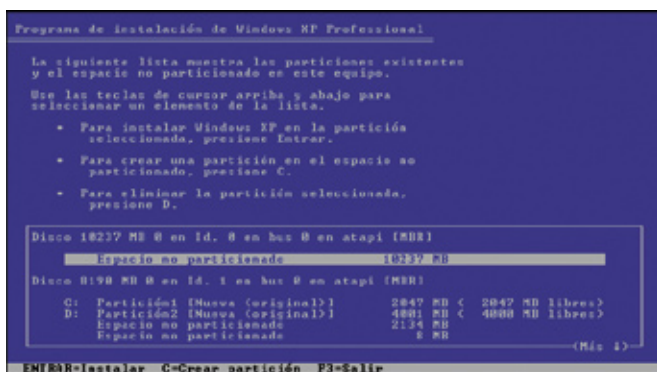 Programa de instalación de Windows XP Professional
La siguiente lista muestra las particiones existentes
y el espacio no particionado en este equipo.
Use las teclas de cursor arriba y abajo para
seleccionar un elemento de la lista.
• Para instalar Windows XP en la partición
seleccionada, presione Entrar.
• Para crear una partición en el espacio no
particionado, presione C.
• Para eliminar la partición seleccionada,
presione D.
Disco 10237 MB 0 en Id. 0 en bus 0 en atapi [MBR]
Espacio no particionado 10237 MB
Disco 8190 MB 0 en Id. 1 en bus 0 en atapi [MBR]
C: Partición1 [Nueva (original)] 2047 MB ( 2047 MB libres)
D: Partición2 [Nueva (original)] 4001 MB ( 4000 MB libres)
Espacio no particionado 2134 MB
Espacio no particionado 8 MB
(Más ↓)
ENTRAR=Instalar C=Crear partición F3=Salir